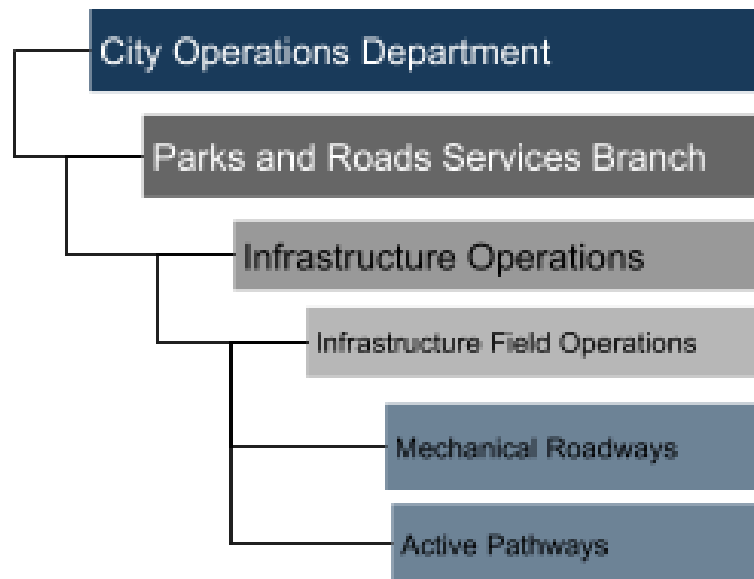 City Operations Department
Parks and Roads Services Branch
Infrastructure Operations
Infrastructure Field Operations
Mechanical Roadways
Active Pathways